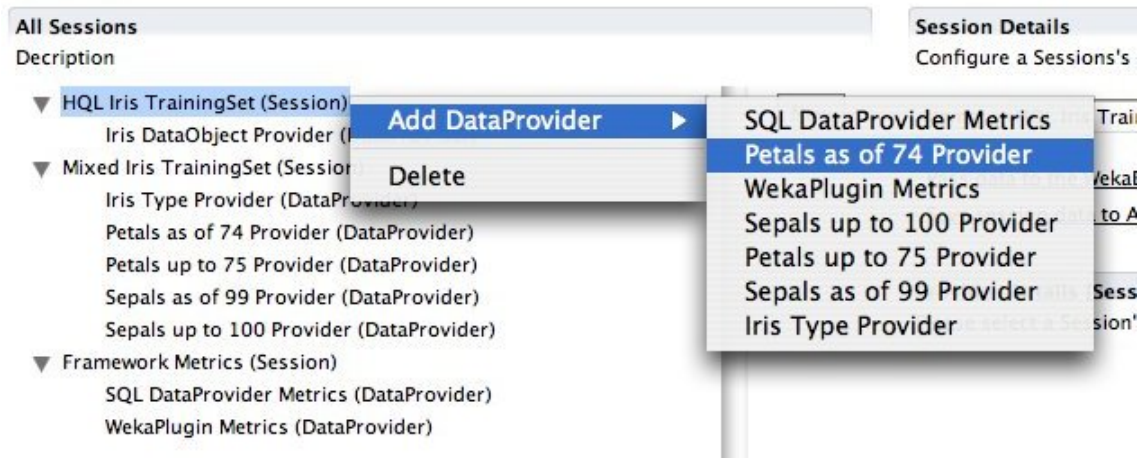 All Sessions
Decription
HQL Iris TrainingSet (Session)
Iris DataObject Provider (
Mixed Iris TrainingSet (Session
Iris Type Provider (DataProvider)
Petals as of 74 Provider (DataProvider)
Petals up to 75 Provider (DataProvider)
Sepals as of 99 Provider (DataProvider)
Sepals up to 100 Provider (DataProvider)
Framework Metrics (Session)
SQL DataProvider Metrics (DataProvider)
WekaPlugin Metrics (DataProvider)
Add DataProvider
Delete
SQL DataProvider Metrics
Petals as of 74 Provider
WekaPlugin Metrics
Sepals up to 100 Provider
Petals up to 75 Provider
Sepals as of 99 Provider
Iris Type Provider
Session Details
Configure a Sessions's
to A